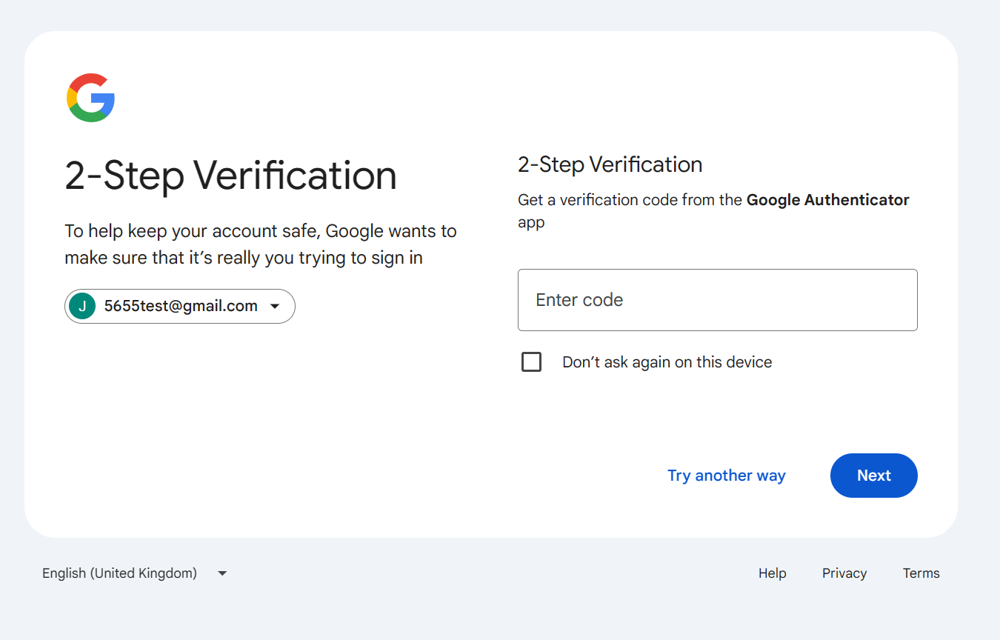 2-Step Verification
To help keep your account safe, Google wants to
make sure that it’s really you trying to sign in
J 5655test@gmail.com
2-Step Verification
Get a verification code from the Google Authenticator
app
Enter code
Don’t ask again on this device
Try another way
Next
English (United Kingdom)
Help
Privacy
Terms